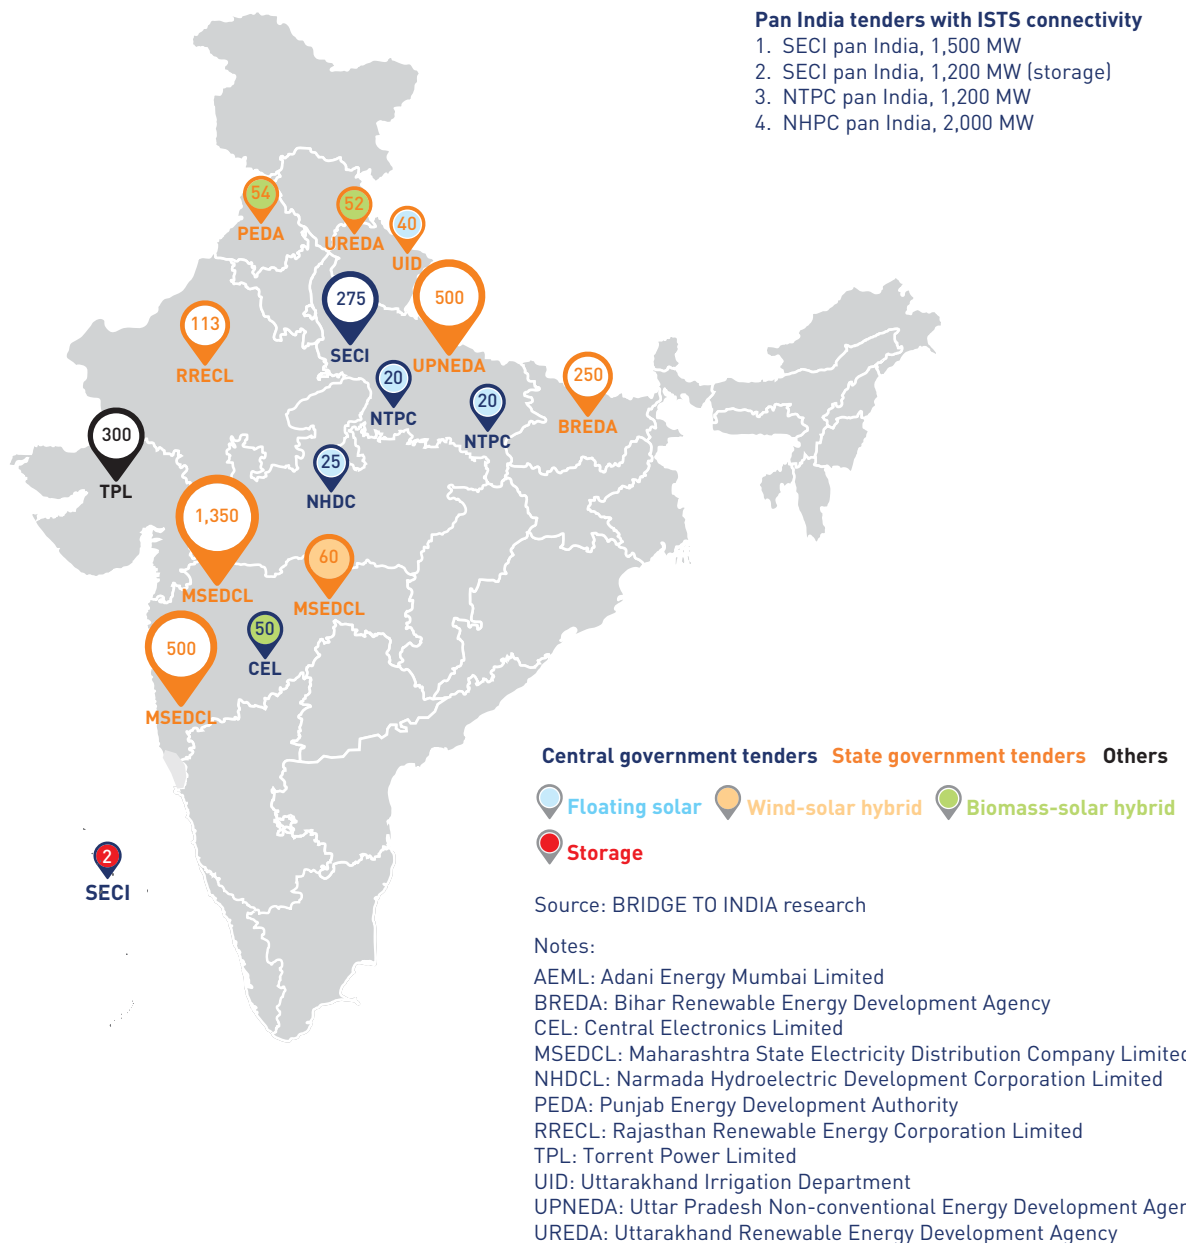 Pan India tenders with ISTS connectivity
1. SECI pan India, 1,500 MW
2. SECI pan India, 1,200 MW (storage)
3. NTPC pan India, 1,200 MW
4. NHPC pan India, 2,000 MW
54
PEDA
52
UREDA
40
UID
275
SECI
500
UPNEDA
113
RRECL
20
NTPC
20
NTPC
250
BREDA
300
TPL
25
NHDC
1,350
MSEDCL
60
MSEDCL
50
CEL
500
MSEDCL
2
SECI
Central government tenders State government tenders Others
Floating solar Wind-solar hybrid Biomass-solar hybrid
Storage
Source: BRIDGE TO INDIA research
Notes:
AEML: Adani Energy Mumbai Limited
BREDA: Bihar Renewable Energy Development Agency
CEL: Central Electronics Limited
MSEDCL: Maharashtra State Electricity Distribution Company Limited
NHDCL: Narmada Hydroelectric Development Corporation Limited
PEDA: Punjab Energy Development Authority
RRECL: Rajasthan Renewable Energy Corporation Limited
TPL: Torrent Power Limited
UID: Uttarakhand Irrigation Department
UPNEDA: Uttar Pradesh Non-conventional Energy Development Agen
UREDA: Uttarakhand Renewable Energy Development Agency